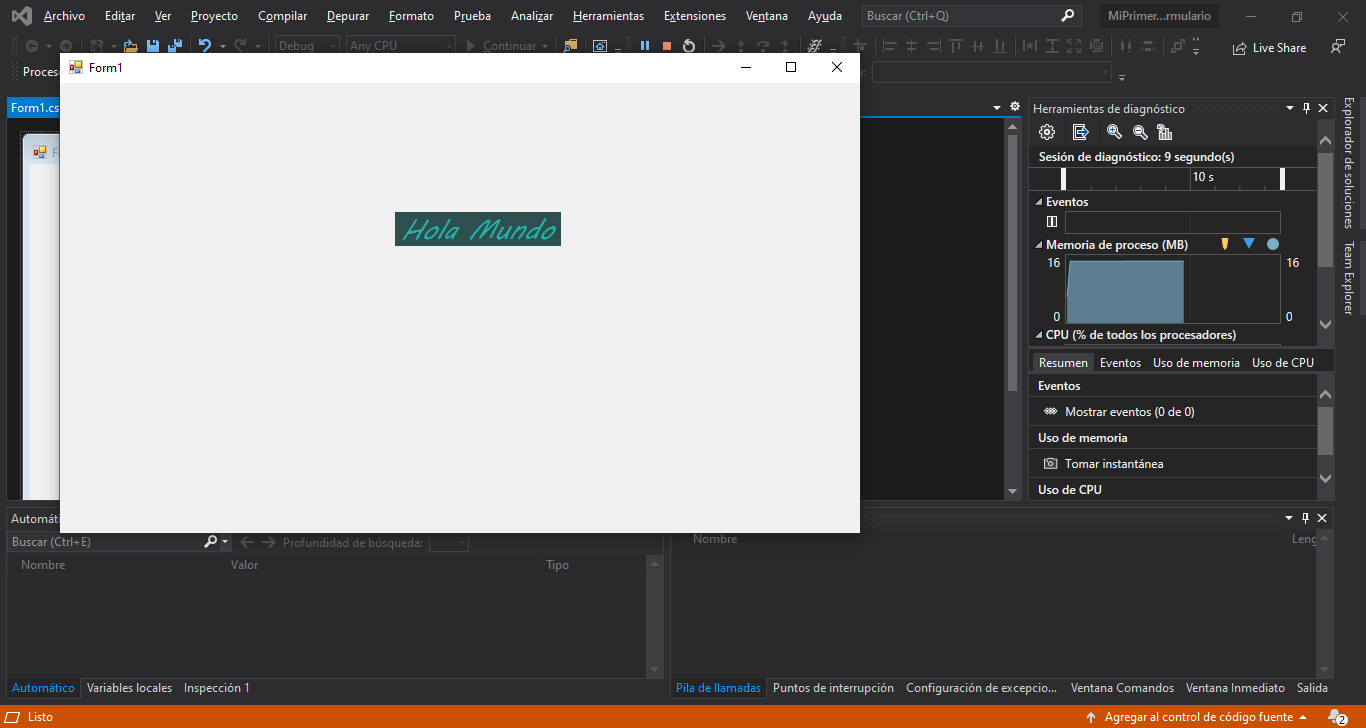 Archivo Editar Ver Proyecto Compilar Depurar Formato Prueba Analizar Herramientas Extensiones Ventana Ayuda Buscar (Ctrl+Q) MiPrimer...rmulario
Debug Any CPU Continuar Live Share
Form1
Form1.cs
Hola Mundo
Herramientas de diagnóstico
Sesión de diagnóstico: 9 segundo(s)
10 s
Eventos
Memoria de proceso (MB)
16 16
0 0
CPU (% de todos los procesadores)
Resumen Eventos Uso de memoria Uso de CPU
Eventos
Mostrar eventos (0 de 0)
Uso de memoria
Tomar instantánea
Uso de CPU
Explorador de soluciones
Team Explorer
Buscar (Ctrl+E) Profundidad de búsqueda:
Nombre Valor Tipo
Nombre
Automático Variables locales Inspección 1
Pila de llamadas Puntos de interrupción Configuración de excepcio... Ventana Comandos Ventana Inmediato Salida
Listo Agregar al control de código fuente 2